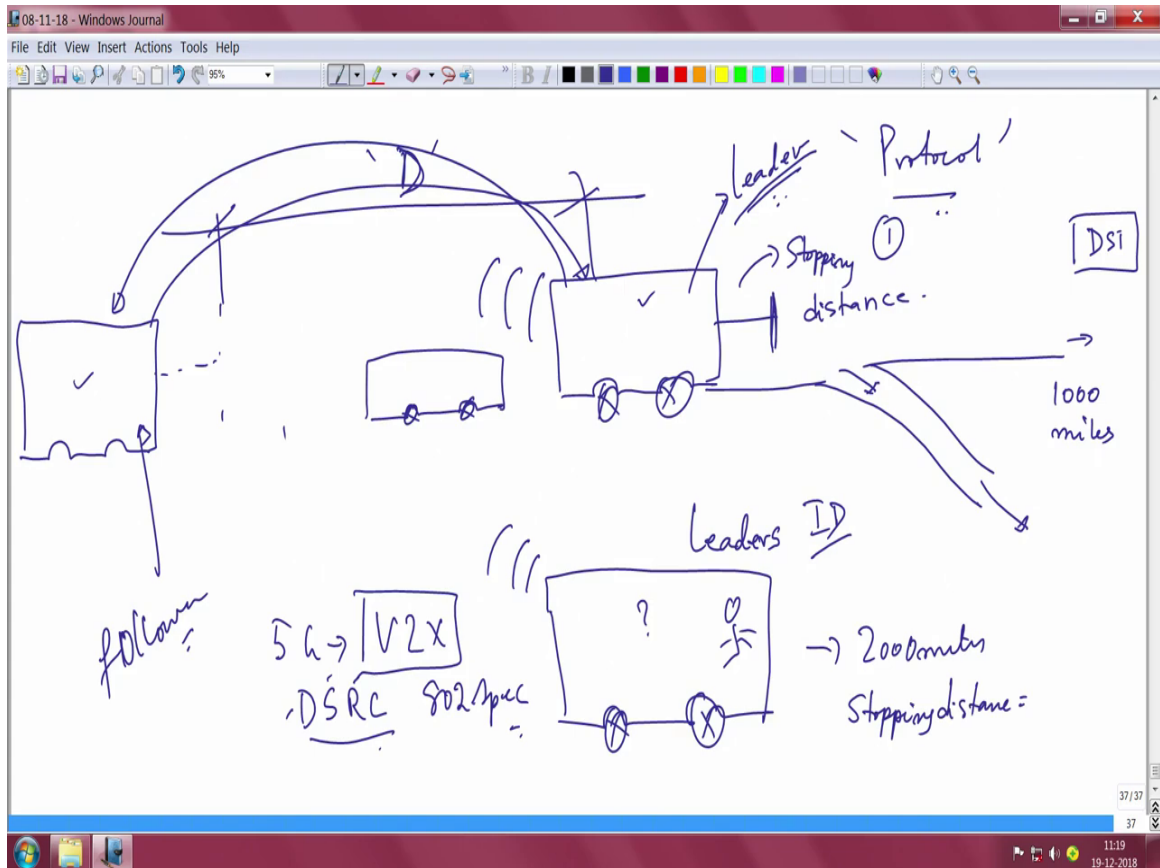 08-11-18 - Windows Journal
File Edit View Insert Actions Tools Help
95%
B I
D
Leader
` Protocol '
1
DSi
Stopping
distance.
1000
miles
Leaders ID
follower
5G → V2X
DSRC 802 spec
?
→ 2000 miles
Stopping distane =
37/37
37
11:19
19-12-2018